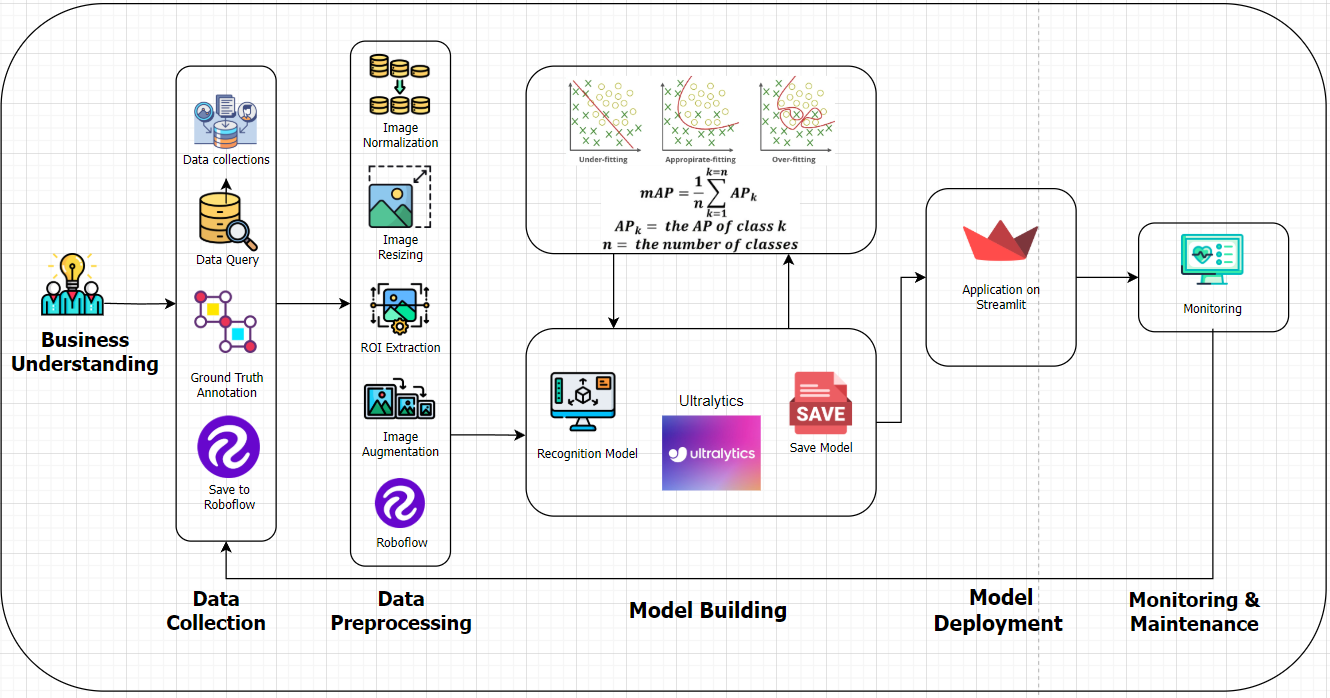 Business
Understanding
Data collections
Data Query
Ground Truth
Annotation
Save to
Roboflow
Data
Collection
Image
Normalization
Image
Resizing
ROI Extraction
Image
Augmentation
Roboflow
Data
Preprocessing
Under-fitting
Appropirate-fitting
Over-fitting
mAP = 1/n ∑ k=1 k=n APk
APk = the AP of class k
n = the number of classes
Recognition Model
Ultralytics
ultralytics
SAVE
Save Model
Model Building
Application on
Streamlit
Model
Deployment
Monitoring
Monitoring &
Maintenance